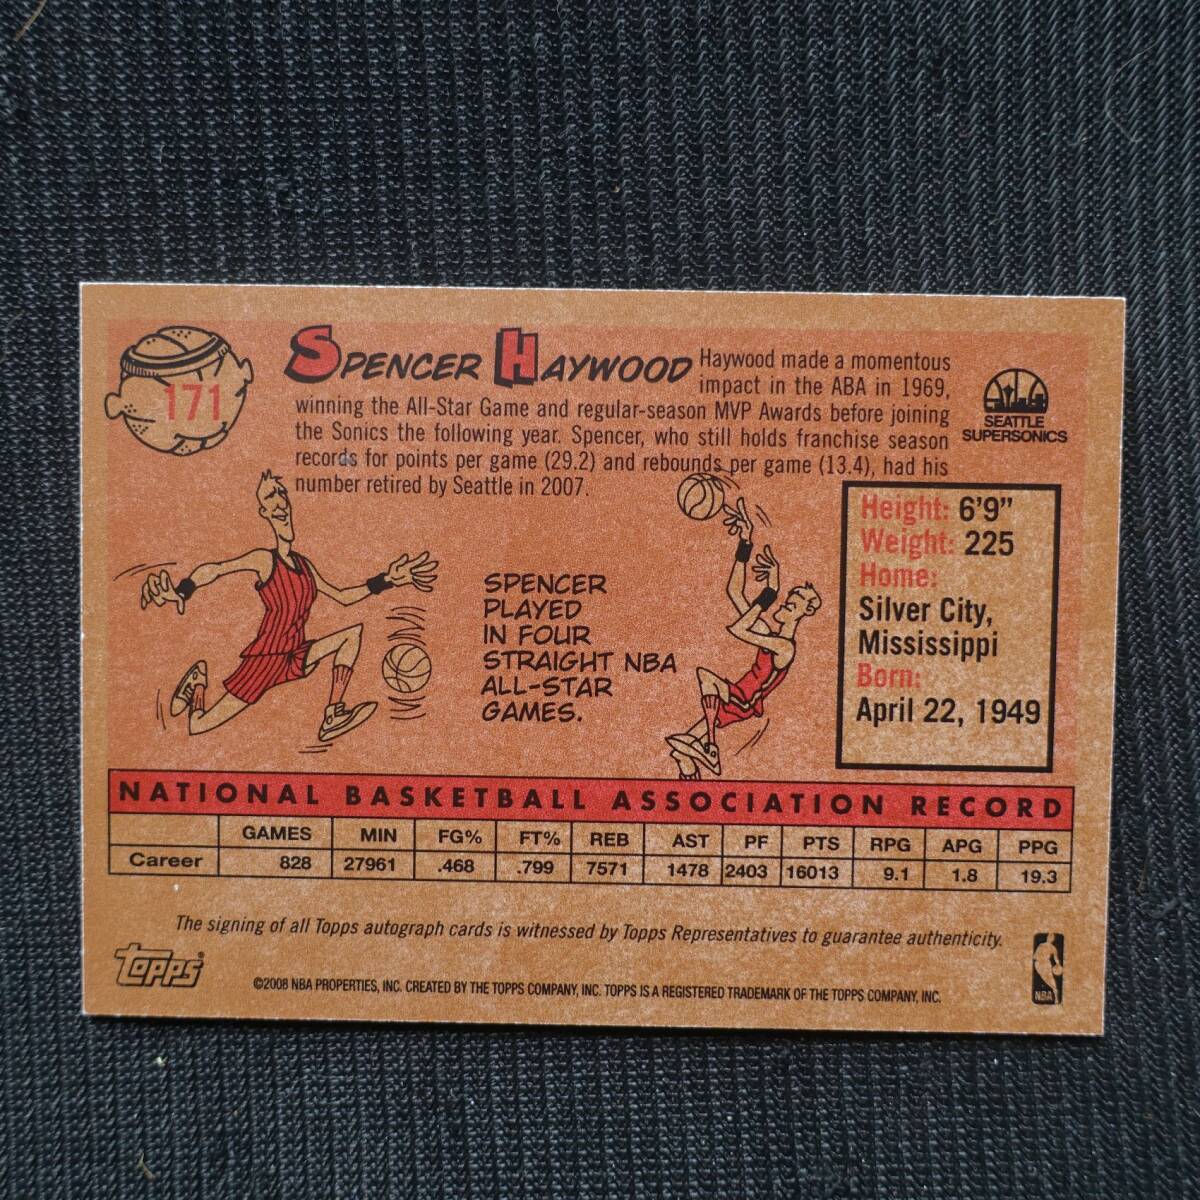 171
SPENCER HAYWOOD
Haywood made a momentous
impact in the ABA in 1969,
winning the All-Star Game and regular-season MVP Awards before joining
the Sonics the following year. Spencer, who still holds franchise season
records for points per game (29.2) and rebounds per game (13.4), had his
number retired by Seattle in 2007.
SEATTLE
SUPERSONICS
SPENCER
PLAYED
IN FOUR
STRAIGHT NBA
ALL-STAR
GAMES.
Height: 6'9"
Weight: 225
Home:
Silver City,
Mississippi
Born:
April 22, 1949
NATIONAL BASKETBALL ASSOCIATION RECORD
GAMES MIN FG% FT% REB AST PF PTS RPG APG PPG
Career 828 27961 .468 .799 7571 1478 2403 16013 9.1 1.8 19.3
The signing of all Topps autograph cards is witnessed by Topps Representatives to guarantee authenticity.
Topps®
©2008 NBA PROPERTIES, INC. CREATED BY THE TOPPS COMPANY, INC. TOPPS IS A REGISTERED TRADEMARK OF THE TOPPS COMPANY, INC.
NBA